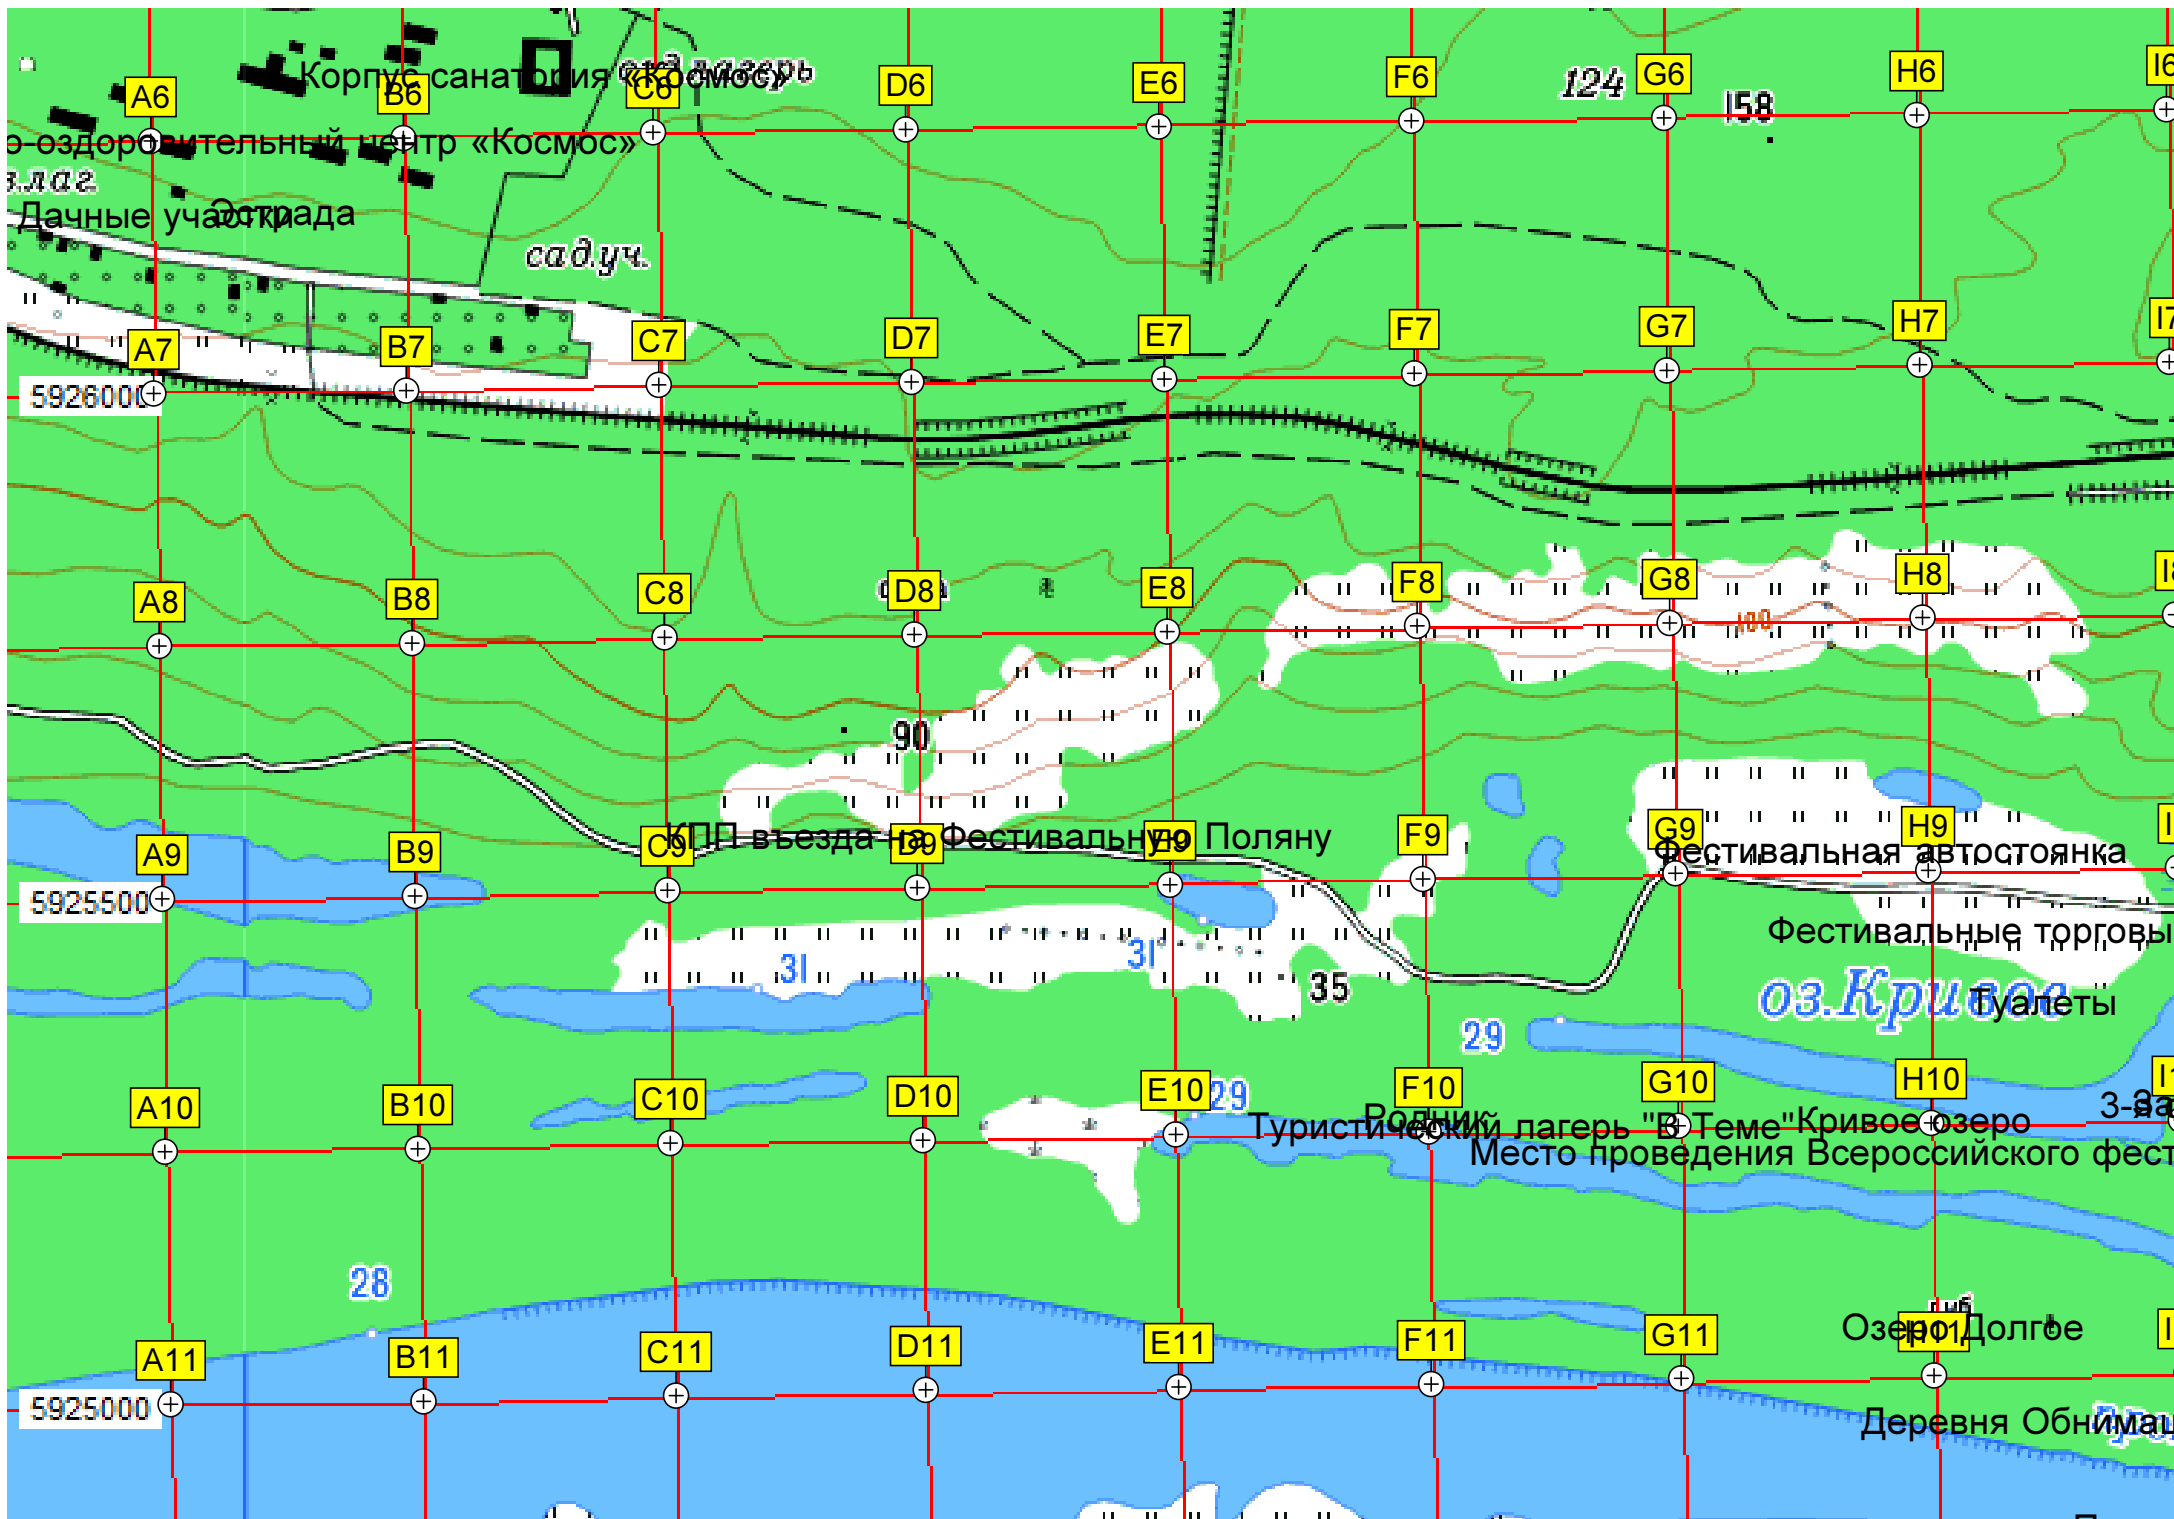 A6 B6 C6 D6 E6 F6 G6 H6 I6
Корпус санатория «Космос»
124
158
о-оздоровительный центр «Космос»
Дачные участки
Эстрада
сад.уч.
A7 B7 C7 D7 E7 F7 G7 H7 I7
5926000
A8 B8 C8 D8 E8 F8 G8 H8
100
90
КПП въезда на Фестивальную Поляну
A9 B9 C9 D9 E9 F9 G9 H9
Фестивальная автостоянка
5925500
Фестивальные торговы
31
31
35
оз.Кривое
Туалеты
29
A10 B10 C10 D10 E10 F10 G10 H10
29
Родник
Туристический лагерь "В Теме"
Кривое озеро
Место проведения Всероссийского фест
28
Озеро Долгое
A11 B11 C11 D11 E11 F11 G11 H11
5925000
Деревня Обнимаш